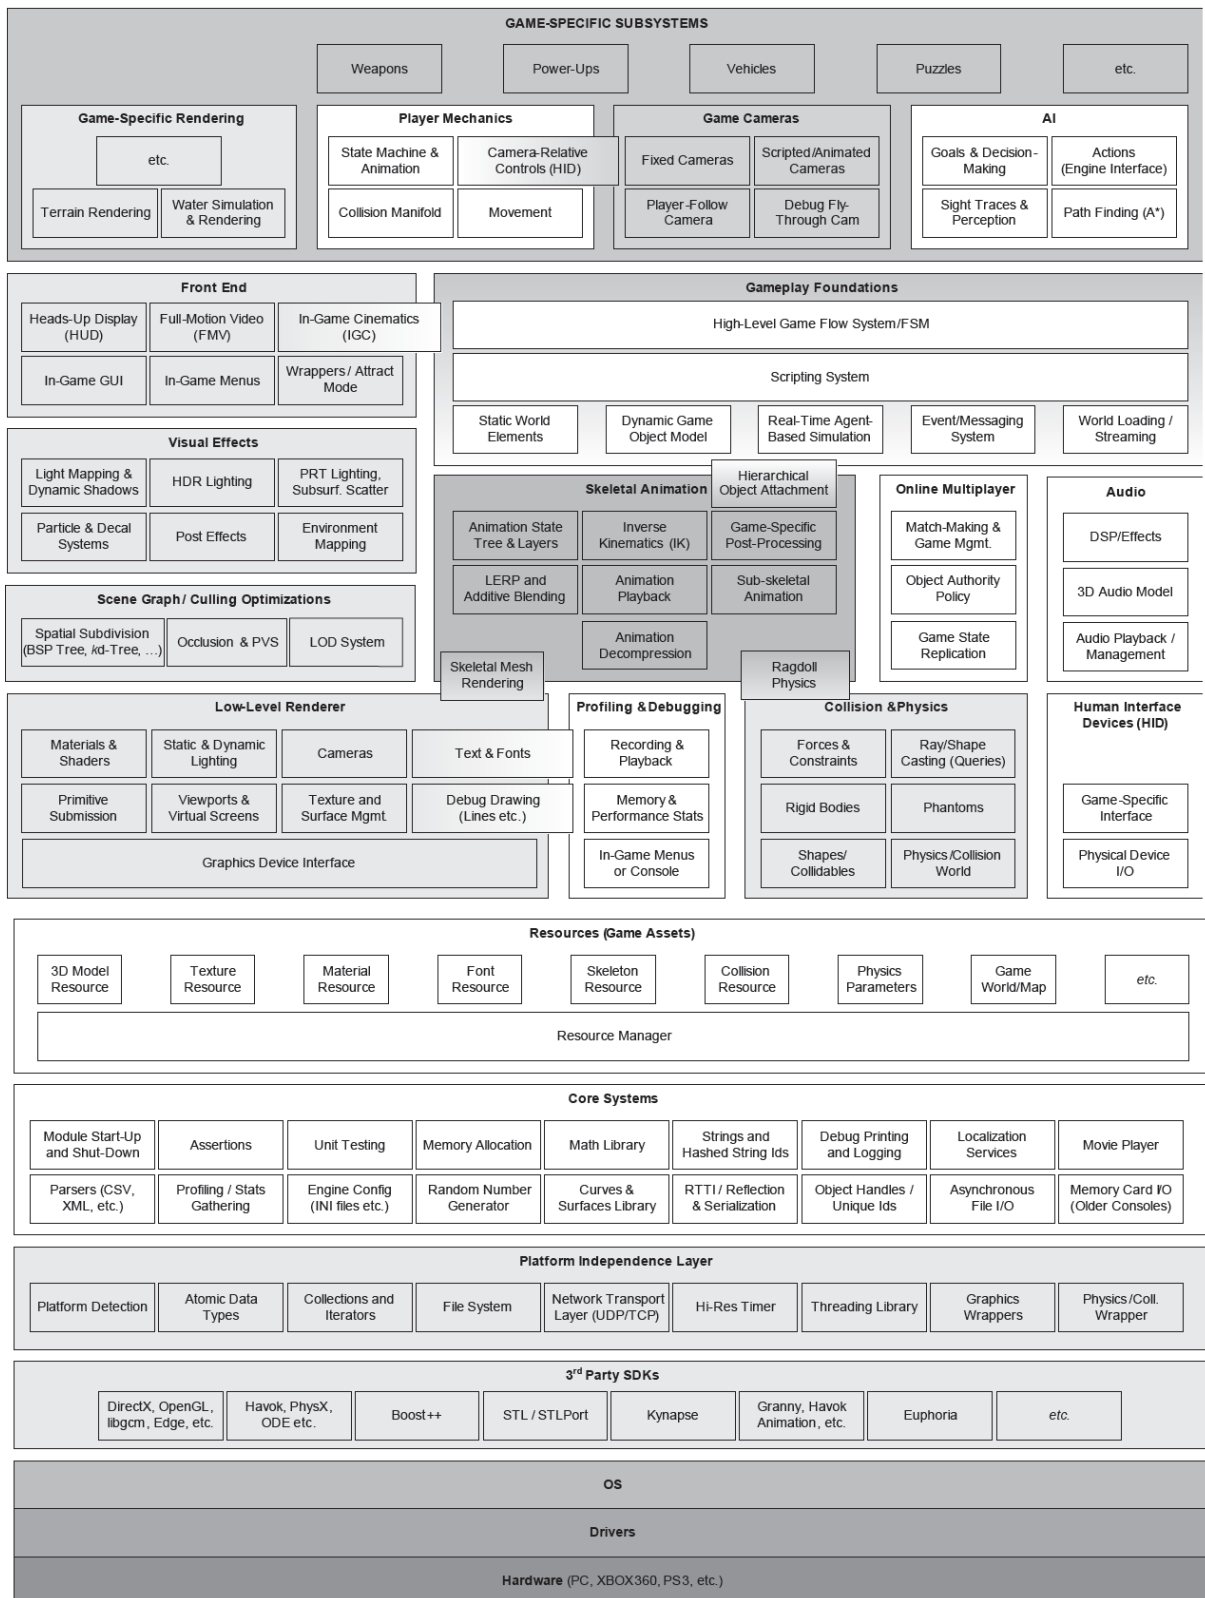 GAME-SPECIFIC SUBSYSTEMS
Weapons
Power-Ups
Vehicles
Puzzles
etc.
Game-Specific Rendering
etc.
Terrain Rendering
Water Simulation
& Rendering
Player Mechanics
State Machine &
Animation
Camera-Relative
Controls (HID)
Collision Manifold
Movement
Game Cameras
Fixed Cameras
Scripted/Animated
Cameras
Player-Follow
Camera
Debug Fly-
Through Cam
AI
Goals & Decision-
Making
Actions
(Engine Interface)
Sight Traces &
Perception
Path Finding (A*)
Front End
Heads-Up Display
(HUD)
Full-Motion Video
(FMV)
In-Game Cinematics
(IGC)
In-Game GUI
In-Game Menus
Wrappers / Attract
Mode
Gameplay Foundations
High-Level Game Flow System/FSM
Scripting System
Static World
Elements
Dynamic Game
Object Model
Real-Time Agent-
Based Simulation
Event/Messaging
System
World Loading /
Streaming
Visual Effects
Light Mapping &
Dynamic Shadows
HDR Lighting
PRT Lighting,
Subsurf. Scatter
Particle & Decal
Systems
Post Effects
Environment
Mapping
Skeletal Animation
Hierarchical
Object Attachment
Animation State
Tree & Layers
Inverse
Kinematics (IK)
Game-Specific
Post-Processing
LERP and
Additive Blending
Animation
Playback
Sub-skeletal
Animation
Animation
Decompression
Skeletal Mesh
Rendering
Ragdoll
Physics
Online Multiplayer
Match-Making &
Game Mgmt.
Object Authority
Policy
Game State
Replication
Audio
DSP/Effects
3D Audio Model
Audio Playback /
Management
Scene Graph / Culling Optimizations
Spatial Subdivision
(BSP Tree, kd-Tree, …)
Occlusion & PVS
LOD System
Low-Level Renderer
Materials &
Shaders
Static & Dynamic
Lighting
Cameras
Text & Fonts
Primitive
Submission
Viewports &
Virtual Screens
Texture and
Surface Mgmt.
Debug Drawing
(Lines etc.)
Graphics Device Interface
Profiling & Debugging
Recording &
Playback
Memory &
Performance Stats
In-Game Menus
or Console
Collision & Physics
Forces &
Constraints
Ray/Shape
Casting (Queries)
Rigid Bodies
Phantoms
Shapes/
Collidables
Physics/Collision
World
Human Interface
Devices (HID)
Game-Specific
Interface
Physical Device
I/O
Resources (Game Assets)
3D Model
Resource
Texture
Resource
Material
Resource
Font
Resource
Skeleton
Resource
Collision
Resource
Physics
Parameters
Game
World/Map
etc.
Resource Manager
Core Systems
Module Start-Up
and Shut-Down
Assertions
Unit Testing
Memory Allocation
Math Library
Strings and
Hashed String Ids
Debug Printing
and Logging
Localization
Services
Movie Player
Parsers (CSV,
XML, etc.)
Profiling / Stats
Gathering
Engine Config
(INI files etc.)
Random Number
Generator
Curves &
Surfaces Library
RTTI / Reflection
& Serialization
Object Handles /
Unique Ids
Asynchronous
File I/O
Memory Card I/O
(Older Consoles)
Platform Independence Layer
Platform Detection
Atomic Data
Types
Collections and
Iterators
File System
Network Transport
Layer (UDP/TCP)
Hi-Res Timer
Threading Library
Graphics
Wrappers
Physics/Coll.
Wrapper
3rd Party SDKs
DirectX, OpenGL,
libgcm, Edge, etc.
Havok, PhysX,
ODE etc.
Boost++
STL / STLPort
Kynapse
Granny, Havok
Animation, etc.
Euphoria
etc.
OS
Drivers
Hardware (PC, XBOX360, PS3, etc.)